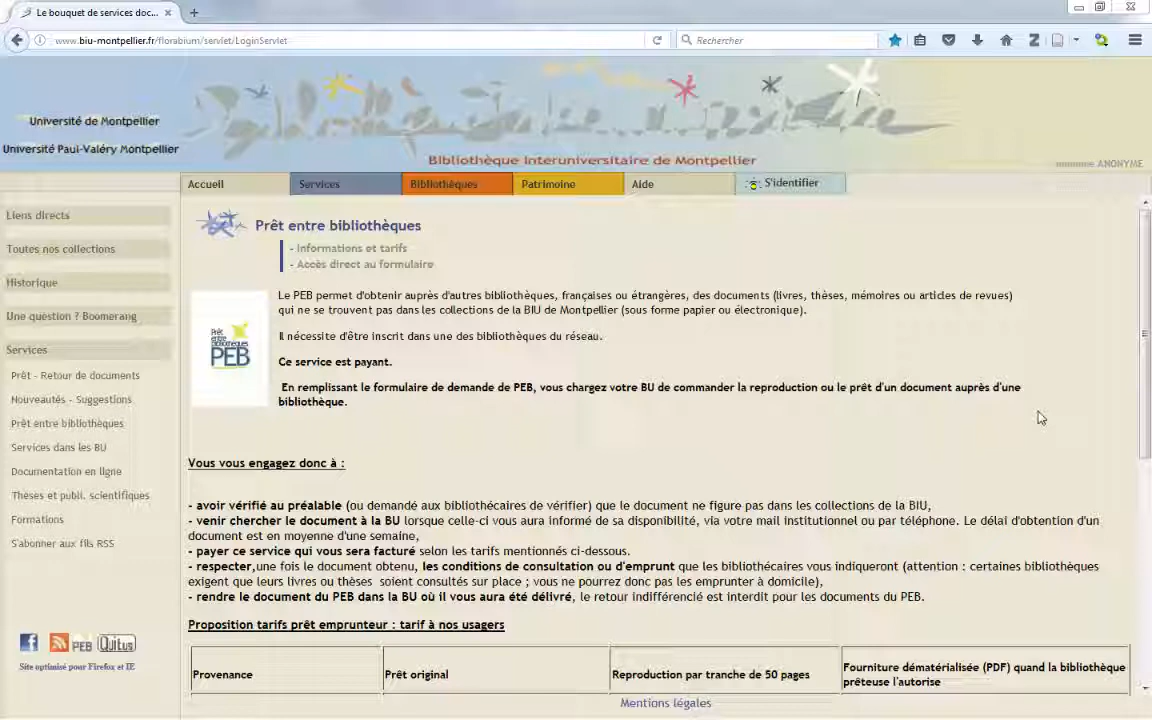 Le bouquet de services doc...
www.biu-montpellier.fr/florabium/servlet/LoginServlet
Rechercher
Université de Montpellier
Université Paul-Valéry Montpellier
Bibliothèque Interuniversitaire de Montpellier
ANONYME
Accueil
Services
Bibliothèques
Patrimoine
Aide
S'identifier
Liens directs
Toutes nos collections
Historique
Une question ? Boomerang
Services
Prêt - Retour de documents
Nouveautés - Suggestions
Prêt entre bibliothèques
Services dans les BU
Documentation en ligne
Thèses et publi. scientifiques
Formations
S'abonner aux fils RSS
PEB
Quitus
Site optimisé pour Firefox et IE
Prêt entre bibliothèques
- Informations et tarifs
- Accès direct au formulaire
Prêt
entre
bibliothèques
PEB
Le PEB permet d'obtenir auprès d'autres bibliothèques, françaises ou étrangères, des documents (livres, thèses, mémoires ou articles de revues)
qui ne se trouvent pas dans les collections de la BIU de Montpellier (sous forme papier ou électronique).
Il nécessite d'être inscrit dans une des bibliothèques du réseau.
Ce service est payant.
En remplissant le formulaire de demande de PEB, vous chargez votre BU de commander la reproduction ou le prêt d'un document auprès d'une
bibliothèque.
Vous vous engagez donc à :
- avoir vérifié au préalable (ou demandé aux bibliothécaires de vérifier) que le document ne figure pas dans les collections de la BIU,
- venir chercher le document à la BU lorsque celle-ci vous aura informé de sa disponibilité, via votre mail institutionnel ou par téléphone. Le délai d'obtention d'un
document est en moyenne d'une semaine,
- payer ce service qui vous sera facturé selon les tarifs mentionnés ci-dessous.
- respecter,une fois le document obtenu, les conditions de consultation ou d'emprunt que les bibliothécaires vous indiqueront (attention : certaines bibliothèques
exigent que leurs livres ou thèses soient consultés sur place ; vous ne pourrez donc pas les emprunter à domicile),
- rendre le document du PEB dans la BU où il vous aura été délivré, le retour indifférencié est interdit pour les documents du PEB.
Proposition tarifs prêt emprunteur : tarif à nos usagers
Provenance
Prêt original
Reproduction par tranche de 50 pages
Fourniture dématérialisée (PDF) quand la bibliothèque
prêteuse l'autorise
Mentions légales